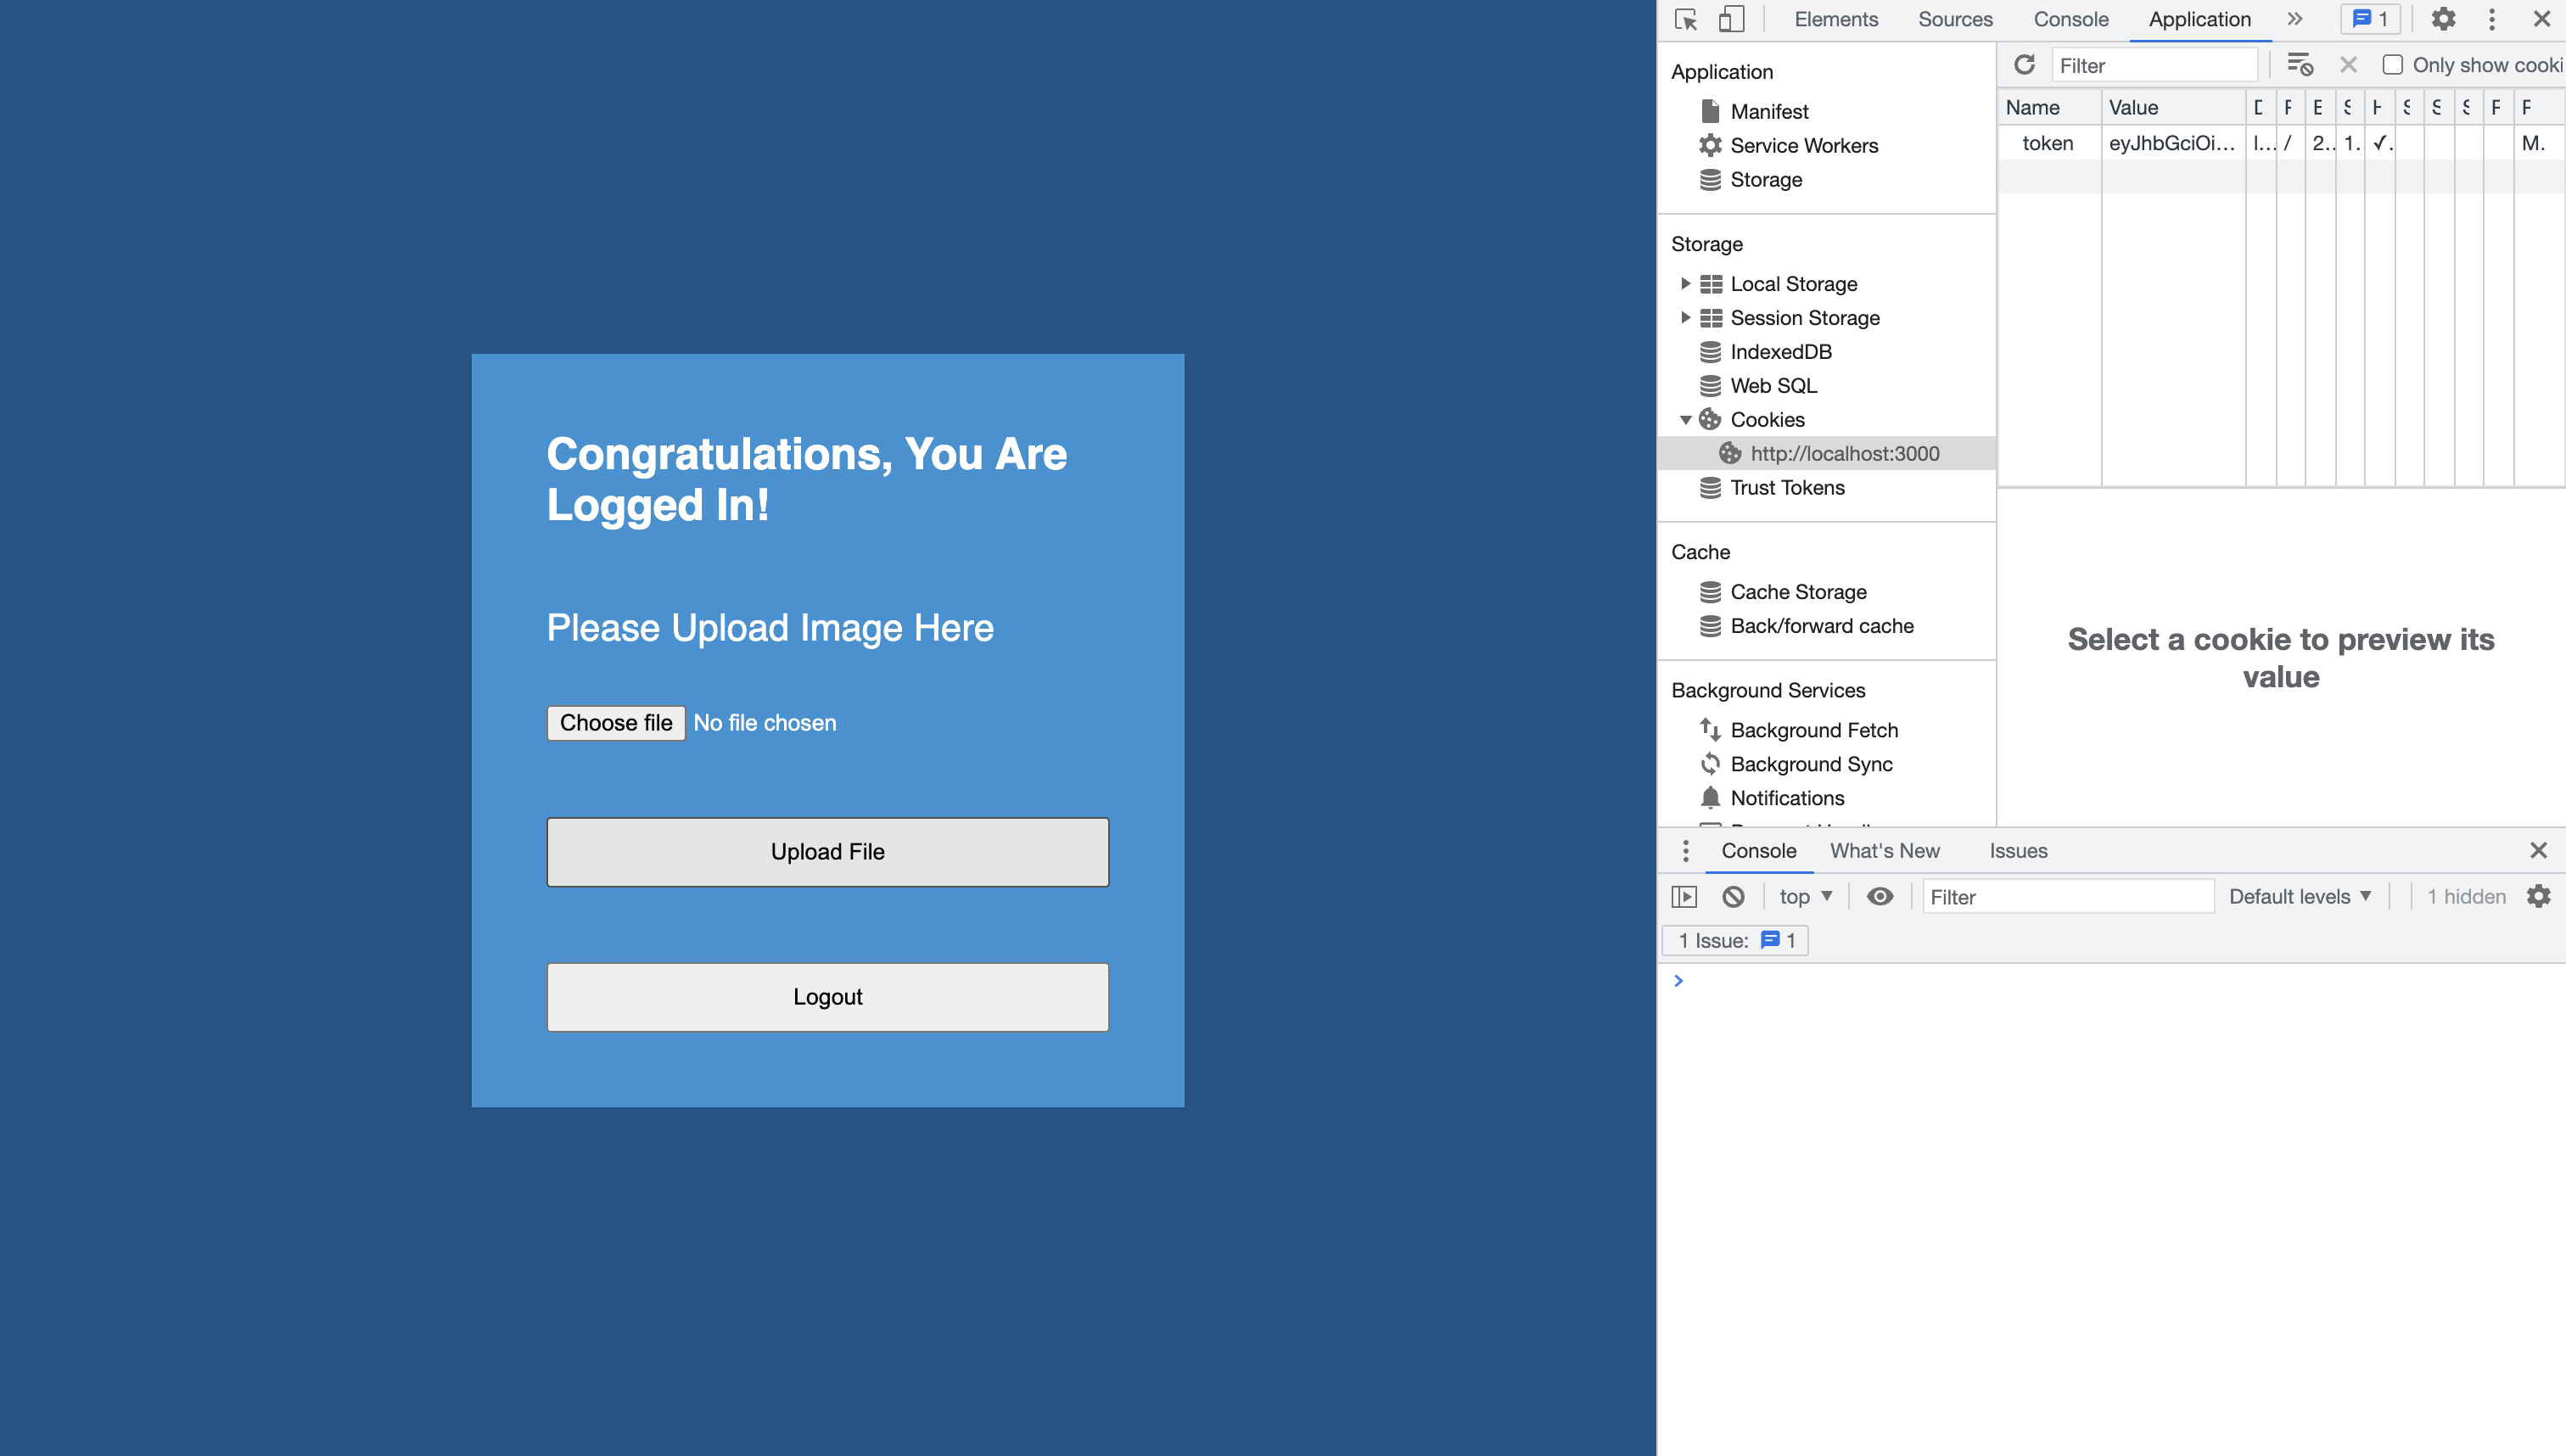 Congratulations, You Are
Logged In!
Please Upload Image Here
Choose file No file chosen
Upload File
Logout
Elements Sources Console Application 1
Application
Manifest
Service Workers
Storage
Storage
Local Storage
Session Storage
IndexedDB
Web SQL
Cookies
http://localhost:3000
Trust Tokens
Cache
Cache Storage
Back/forward cache
Background Services
Background Fetch
Background Sync
Notifications
Filter Only show cooki
Name Value
token eyJhbGciOi... l... / 2.. 1. ✓. M.
Select a cookie to preview its
value
Console What's New Issues
top Filter Default levels 1 hidden
1 Issue: 1